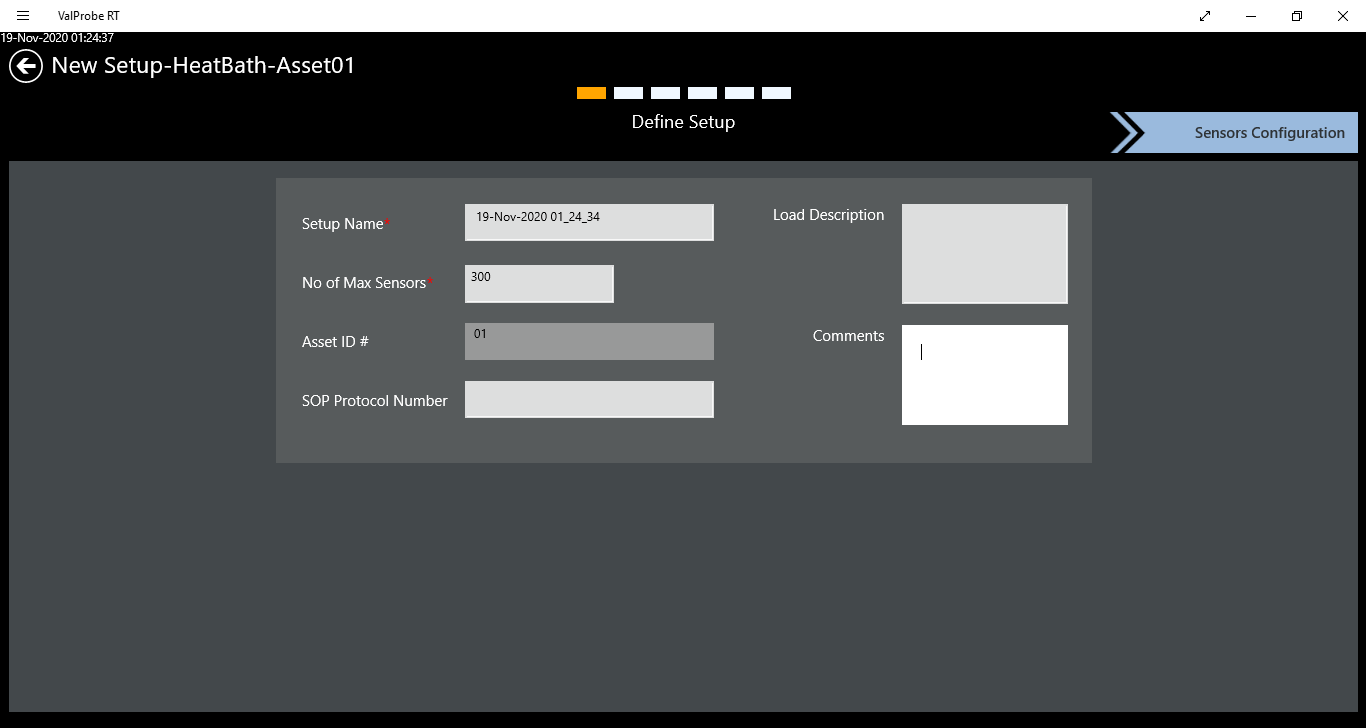 ValProbe RT
19-Nov-2020 01:24:37
New Setup-HeatBath-Asset01
Define Setup
Sensors Configuration
Setup Name*
19-Nov-2020 01_24_34
No of Max Sensors*
300
Asset ID #
01
SOP Protocol Number
Load Description
Comments